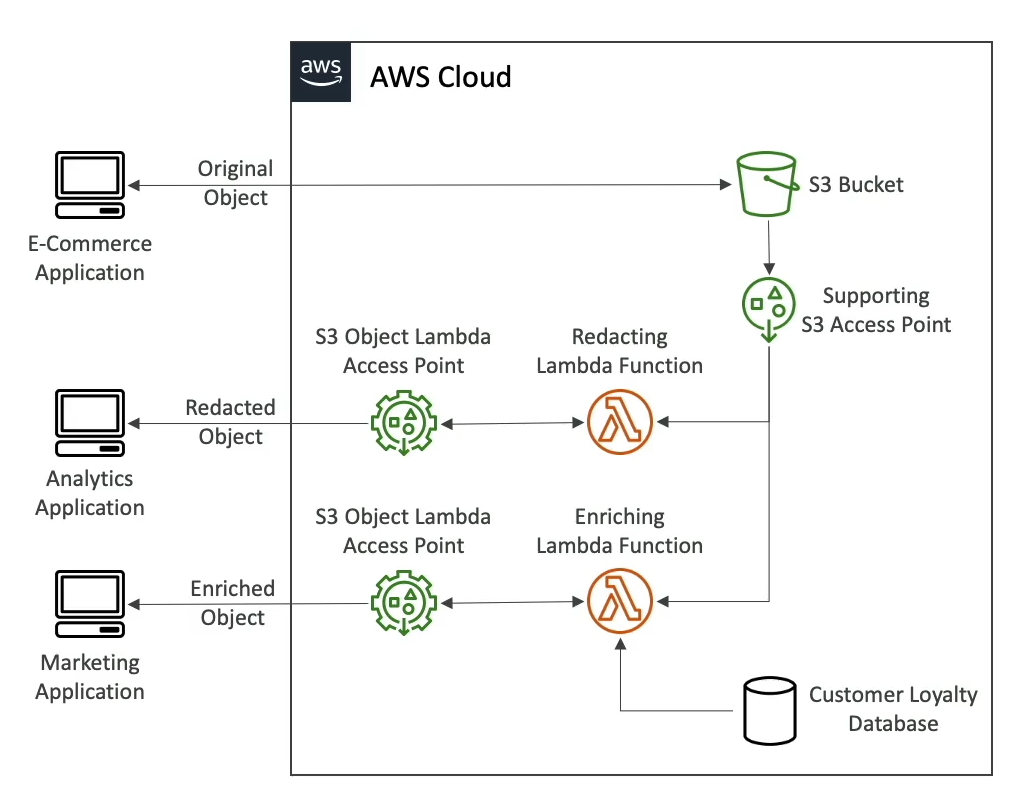 aws
AWS Cloud
Original
Object
S3 Bucket
E-Commerce
Application
Supporting
S3 Access Point
S3 Object Lambda
Access Point
Redacting
Lambda Function
Redacted
Object
Analytics
Application
S3 Object Lambda
Access Point
Enriching
Lambda Function
Enriched
Object
Marketing
Application
Customer Loyalty
Database